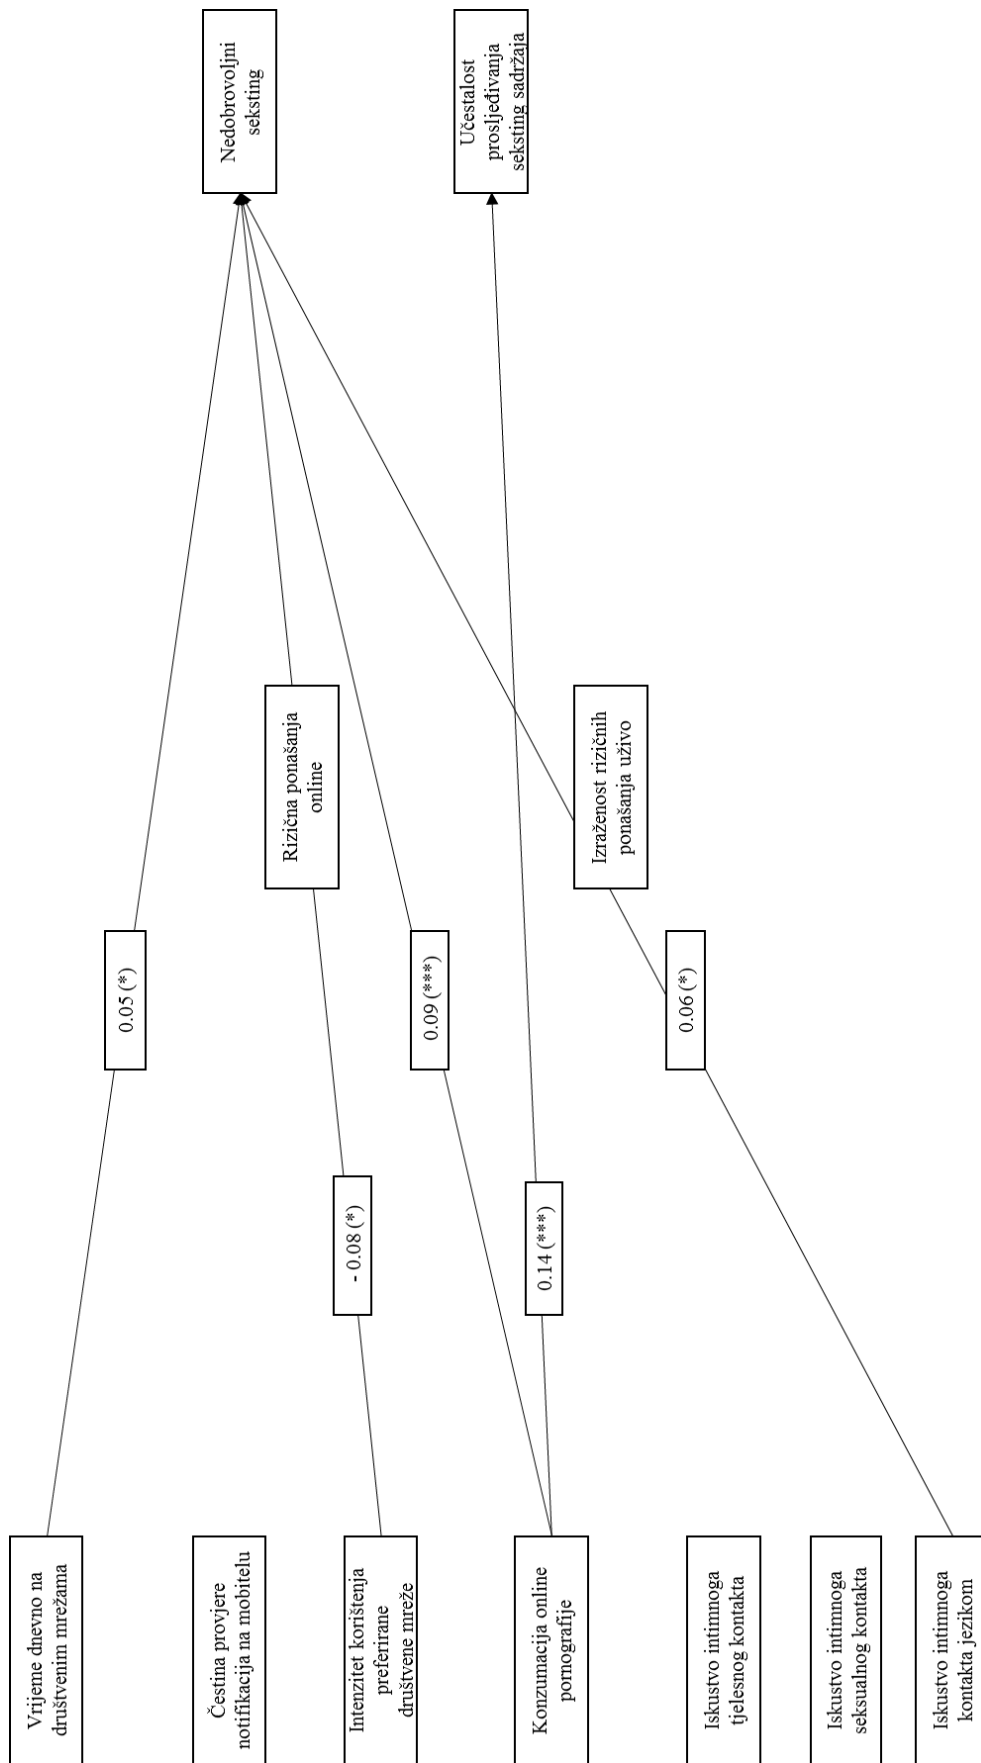 Vrijeme dnevno na
društvenim mrežama
Čestina provjere
notifikacija na mobitelu
Intenzitet korištenja
preferirane
društvene mreže
Konzumacija online
pornografije
Iskustvo intimnoga
tjelesnog kontakta
Iskustvo intimnoga
seksualnog kontakta
Iskustvo intimnoga
kontakta jezikom
0.05 (*)
- 0.08 (*)
0.09 (***)
0.14 (***)
0.06 (*)
Rizična ponašanja
online
Izraženost rizičnih
ponašanja uživo
Nedobrovoljni
seksting
Učestalost
prosljeđivanja
seksting sadržaja